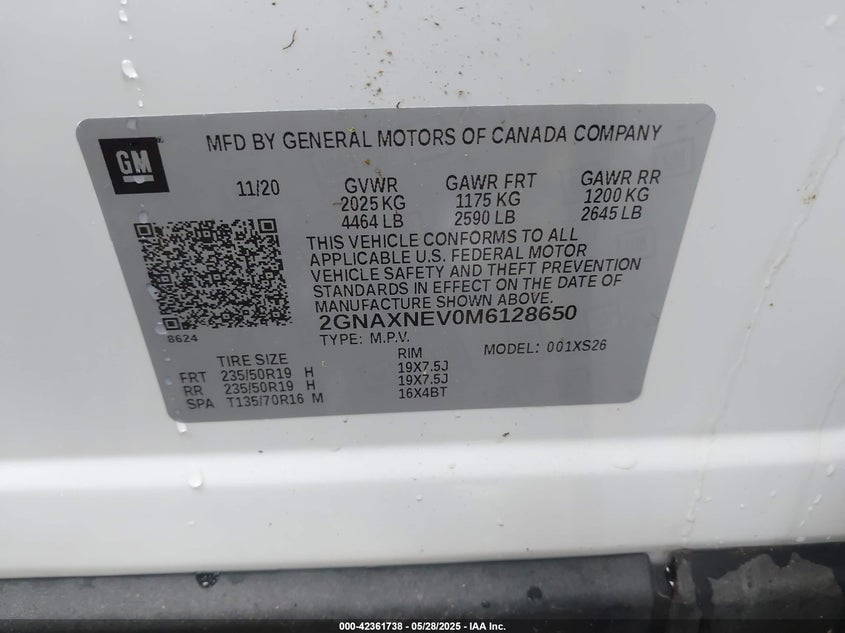 GM
MFD BY GENERAL MOTORS OF CANADA COMPANY
11/20 GVWR GAWR FRT GAWR RR
2025 KG 1175 KG 1200 KG
4464 LB 2590 LB 2645 LB
THIS VEHICLE CONFORMS TO ALL
APPLICABLE U.S. FEDERAL MOTOR
VEHICLE SAFETY AND THEFT PREVENTION
STANDARDS IN EFFECT ON THE DATE OF
MANUFACTURE SHOWN ABOVE.
2GNAXNEV0M6128650
8624
TYPE: M.P.V. MODEL: 001XS26
TIRE SIZE RIM
FRT 235/50R19 H 19X7.5J
RR 235/50R19 H 19X7.5J
SPA T135/70R16 M 16X4BT
000-42361738 - 05/28/2025 - IAA Inc.